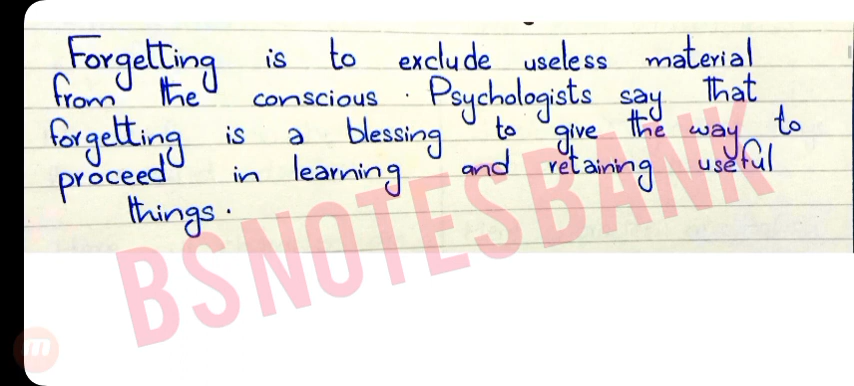 Forgetting is to exclude useless material
from the conscious. Psychologists say that
forgetting is a blessing to give the way to
proceed in learning and retaining useful
things.
BSNOTESBANK
m